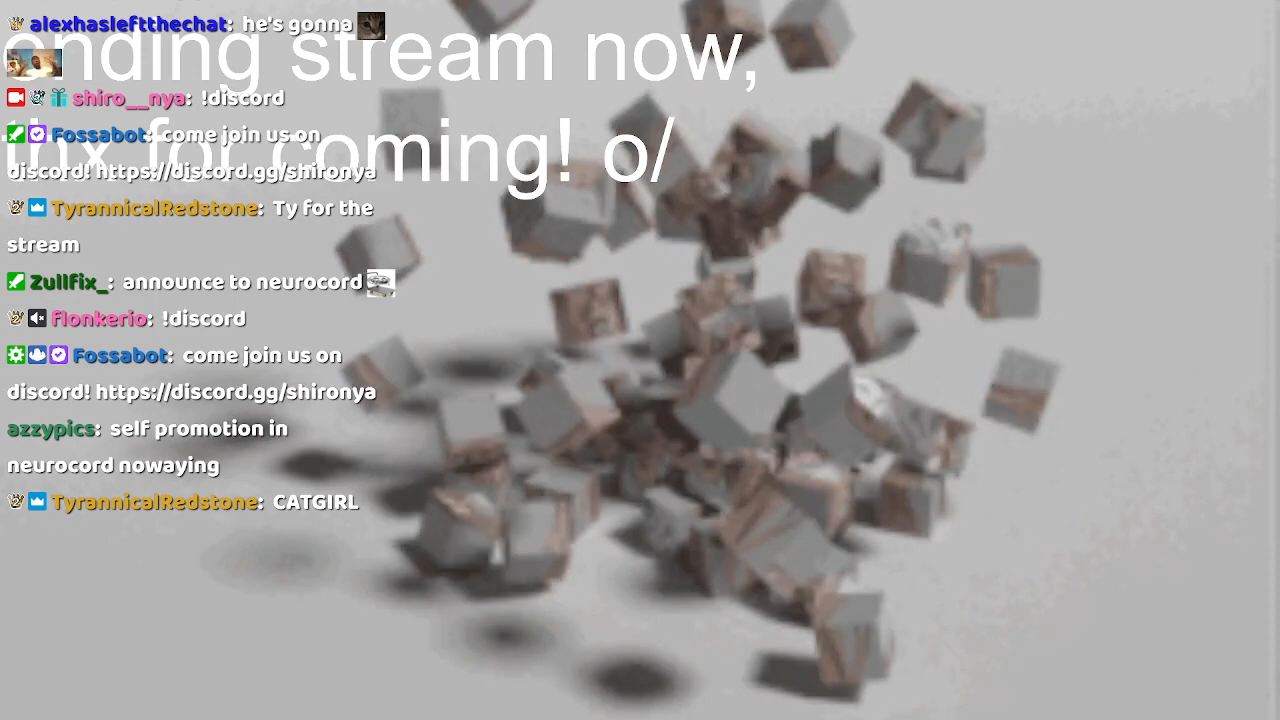 alexhasleftthechat: he's gonna
ending stream now,
thx for coming! o/
shiro__nya: !discord
Fossabot: come join us on
discord! https://discord.gg/shironya
TyrannicalRedstone: Ty for the
stream
Zullfix_: announce to neurocord
flonkerio: !discord
Fossabot: come join us on
discord! https://discord.gg/shironya
azzypics: self promotion in
neurocord nowaying
TyrannicalRedstone: CATGIRL